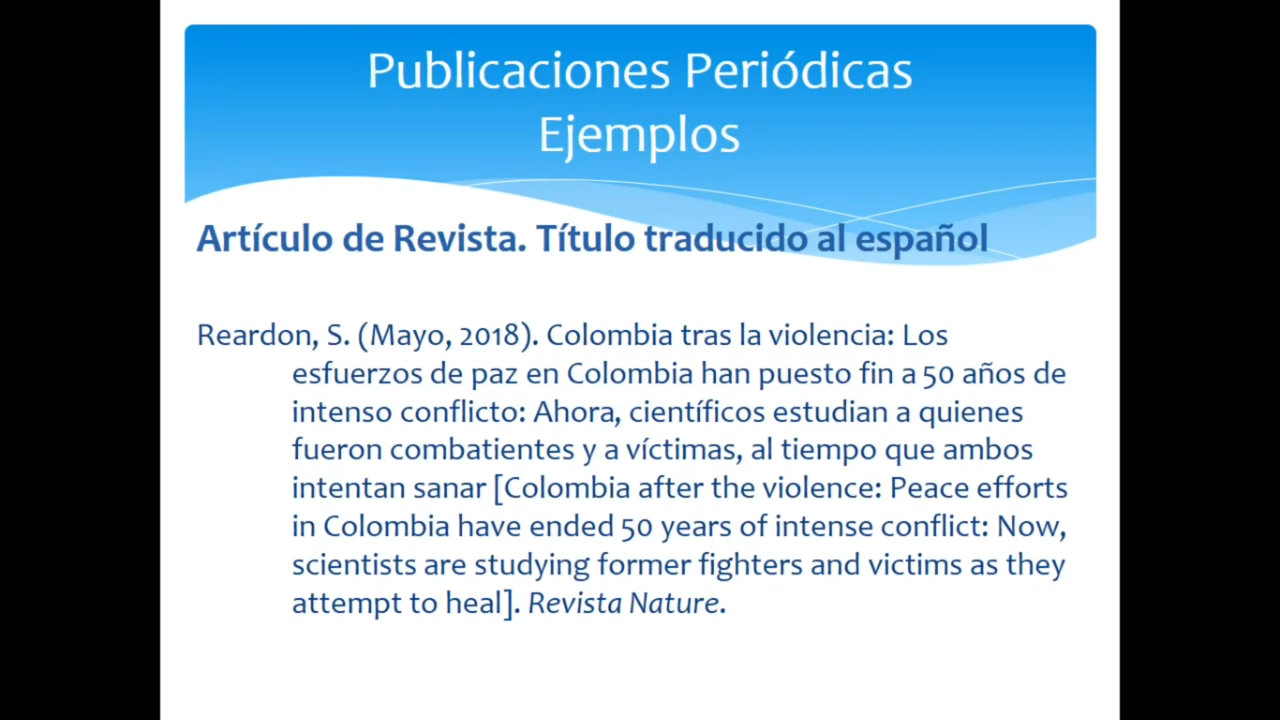 Publicaciones Periódicas
Ejemplos
Artículo de Revista. Título traducido al español
Reardon, S. (Mayo, 2018). Colombia tras la violencia: Los
esfuerzos de paz en Colombia han puesto fin a 50 años de
intenso conflicto: Ahora, científicos estudian a quienes
fueron combatientes y a víctimas, al tiempo que ambos
intentan sanar [Colombia after the violence: Peace efforts
in Colombia have ended 50 years of intense conflict: Now,
scientists are studying former fighters and victims as they
attempt to heal]. Revista Nature.